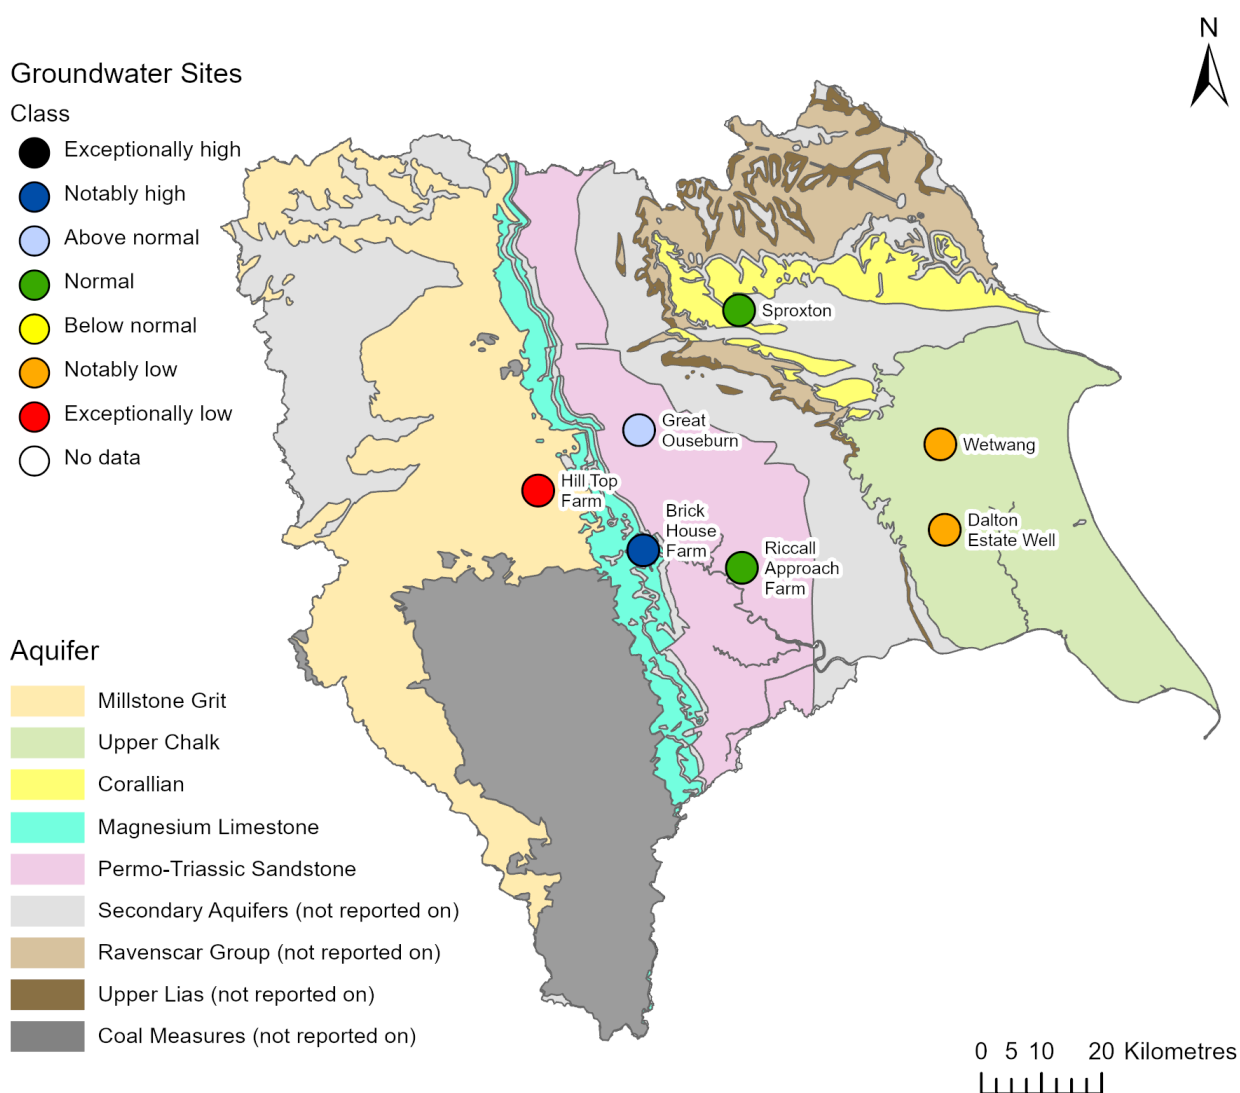 N
Groundwater Sites
Class
Exceptionally high
Notably high
Above normal
Normal
Below normal
Notably low
Exceptionally low
No data
Sproxton
Great
Ouseburn
Wetwang
Hill Top
Farm
Brick
House
Farm
Dalton
Estate Well
Riccall
Approach
Farm
Aquifer
Millstone Grit
Upper Chalk
Corallian
Magnesium Limestone
Permo-Triassic Sandstone
Secondary Aquifers (not reported on)
Ravenscar Group (not reported on)
Upper Lias (not reported on)
Coal Measures (not reported on)
0 5 10 20 Kilometres